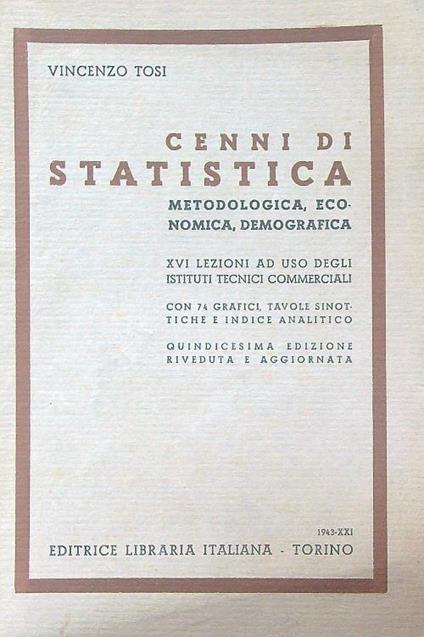 VINCENZO TOSI
CENNI DI
STATISTICA
METODOLOGICA, ECO-
NOMICA, DEMOGRAFICA
XVI LEZIONI AD USO DEGLI
ISTITUTI TECNICI COMMERCIALI
CON 74 GRAFICI, TAVOLE SINOT-
TICHE E INDICE ANALITICO
QUINDICESIMA EDIZIONE
RIVEDUTA E AGGIORNATA
1943-XXI
EDITRICE LIBRARIA ITALIANA - TORINO